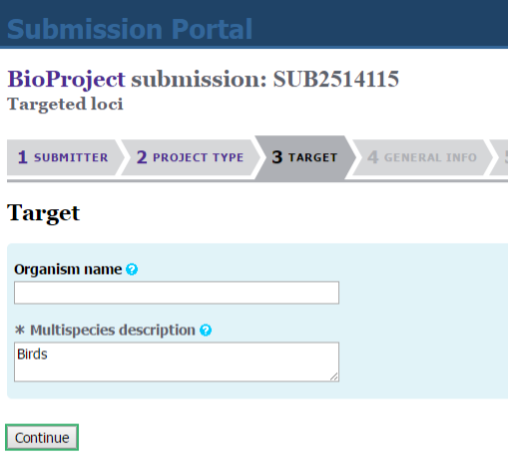 Submission Portal
BioProject submission: SUB2514115
Targeted loci
1 SUBMITTER 2 PROJECT TYPE 3 TARGET 4 GENERAL INFO 5
Target
Organism name ?
* Multispecies description ?
Birds
Continue